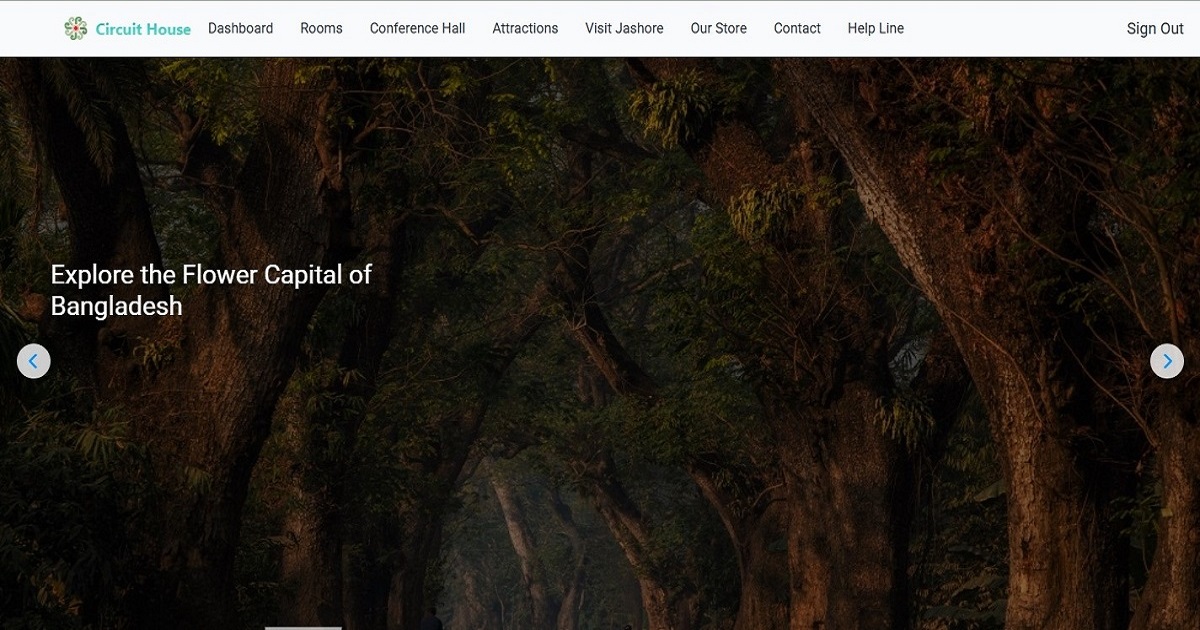 Circuit House Dashboard Rooms Conference Hall Attractions Visit Jashore Our Store Contact Help Line Sign Out
Explore the Flower Capital of
Bangladesh